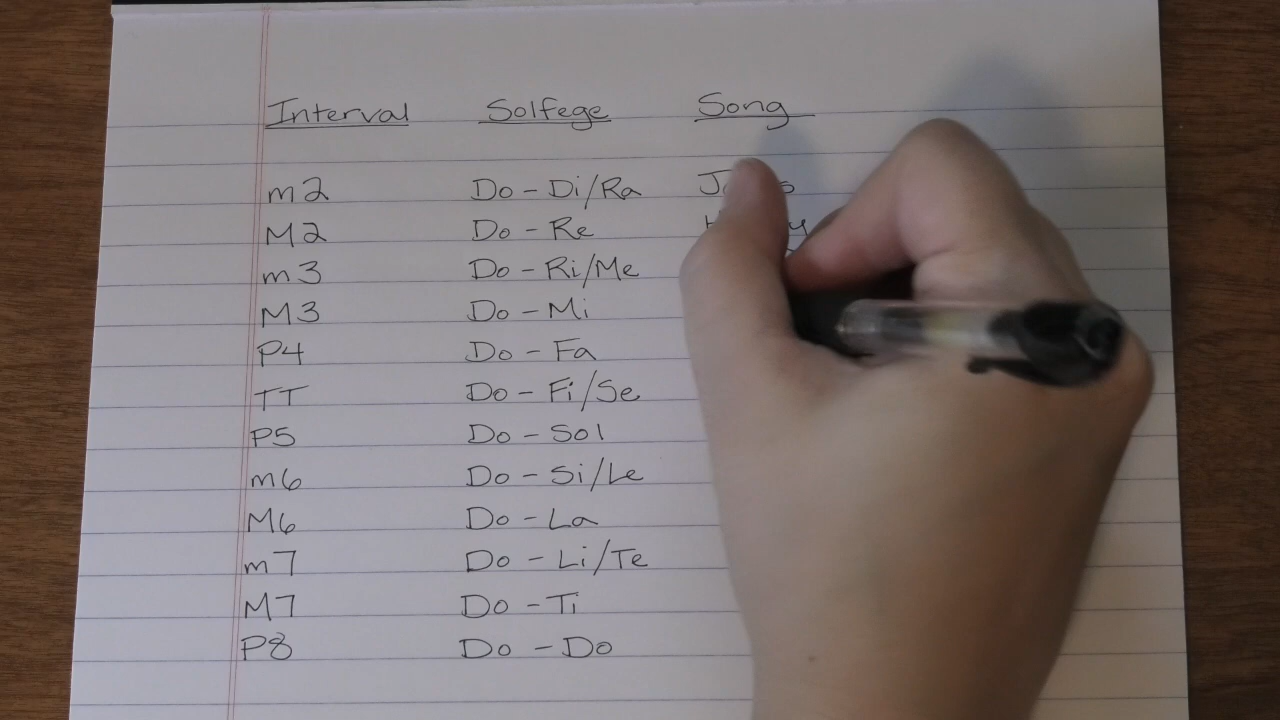 Interval Solfege Song
m2 Do - Di/Ra
M2 Do - Re
m3 Do - Ri/Me
M3 Do - Mi
P4 Do - Fa
TT Do - Fi/Se
P5 Do - Sol
m6 Do - Si/Le
M6 Do - La
m7 Do - Li/Te
M7 Do - Ti
P8 Do - Do